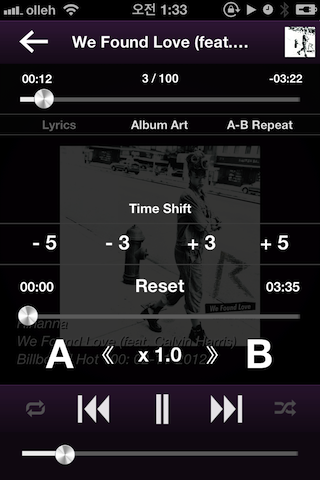 olleh 오전 1:33
We Found Love (feat....
00:12 3 / 100 -03:22
Lyrics Album Art A-B Repeat
Time Shift
- 5 - 3 + 3 + 5
00:00 Reset 03:35
R
We Found Love
Rihanna
We Found Love (feat. Calvin Harris)
Billboard Hot 100: 2012
A 《 x 1.0 》 B